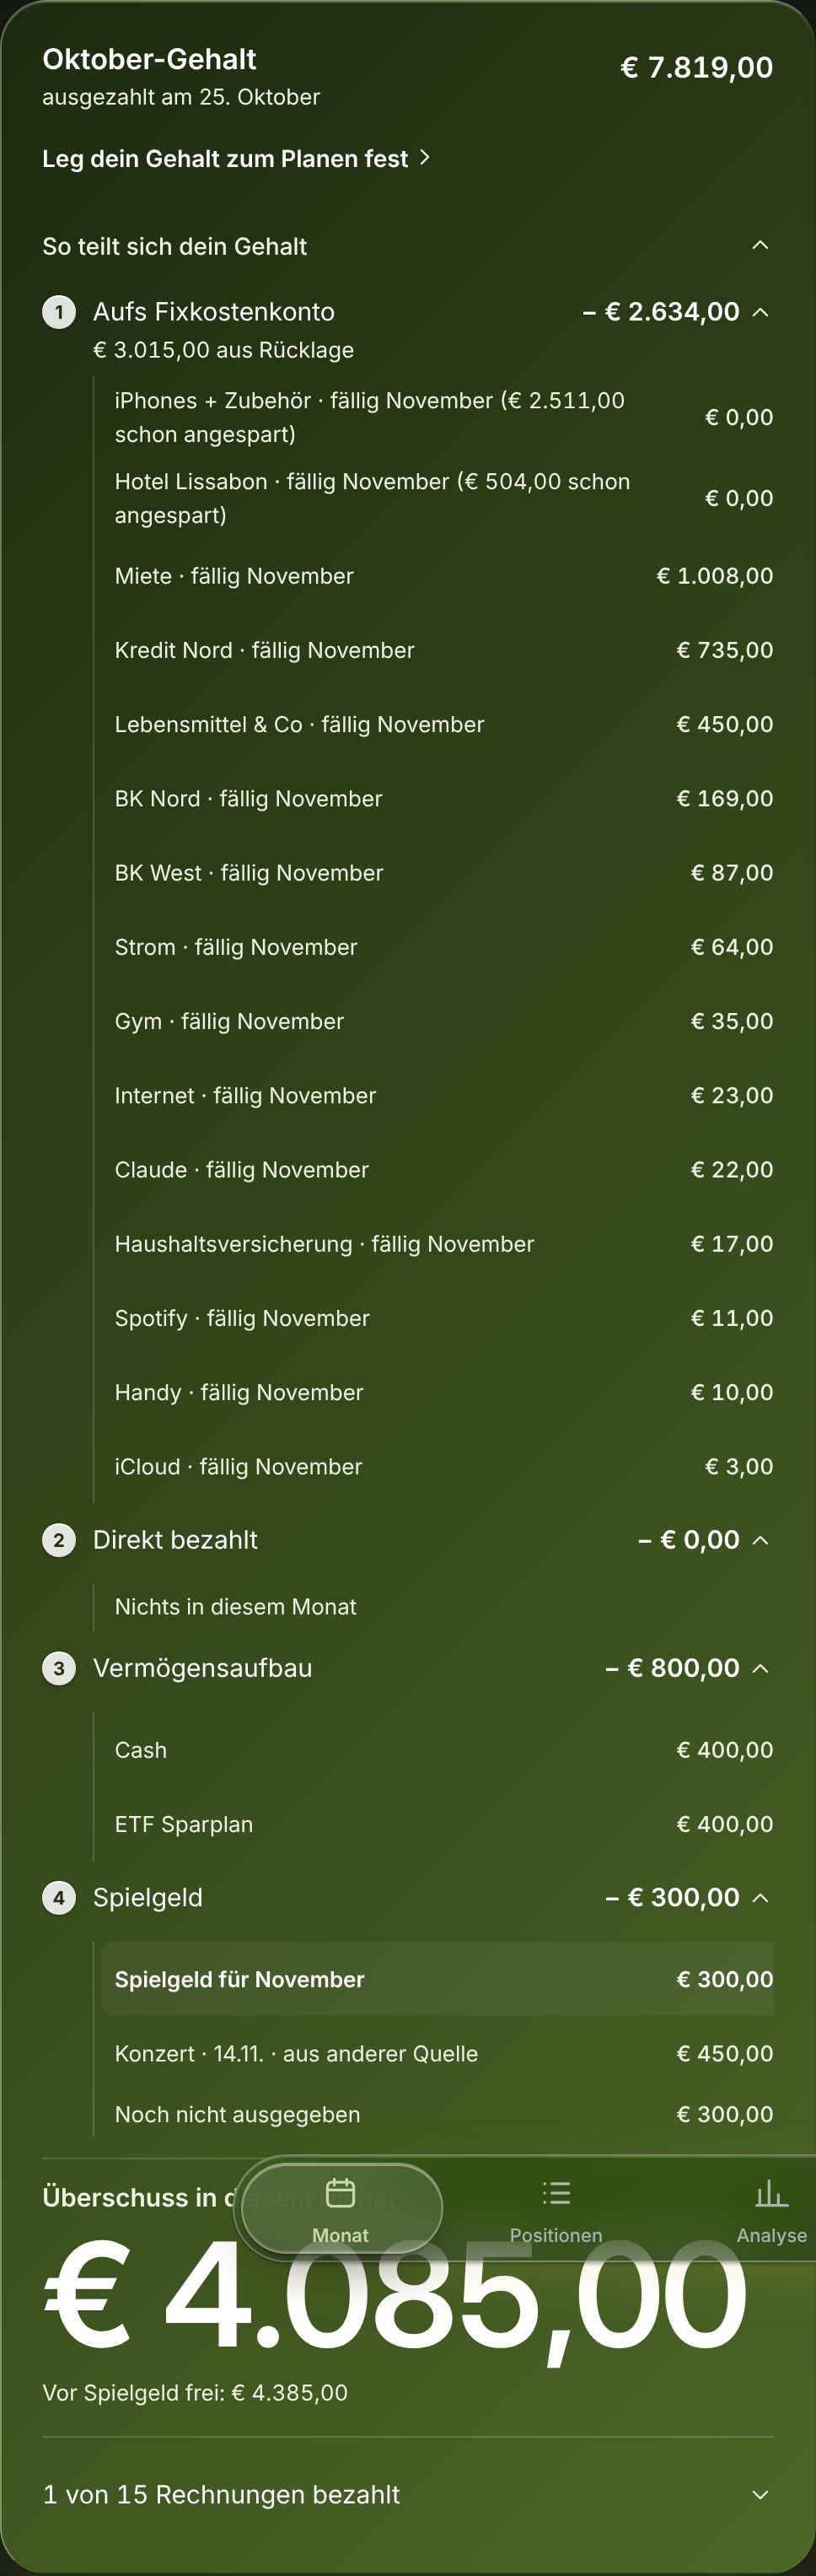 Oktober-Gehalt
€ 7.819,00
ausgezahlt am 25. Oktober
Leg dein Gehalt zum Planen fest
So teilt sich dein Gehalt
1 Aufs Fixkostenkonto – € 2.634,00
€ 3.015,00 aus Rücklage
iPhones + Zubehör · fällig November (€ 2.511,00
schon angespart)
€ 0,00
Hotel Lissabon · fällig November (€ 504,00 schon
angespart)
€ 0,00
Miete · fällig November € 1.008,00
Kredit Nord · fällig November € 735,00
Lebensmittel & Co · fällig November € 450,00
BK Nord · fällig November € 169,00
BK West · fällig November € 87,00
Strom · fällig November € 64,00
Gym · fällig November € 35,00
Internet · fällig November € 23,00
Claude · fällig November € 22,00
Haushaltsversicherung · fällig November € 17,00
Spotify · fällig November € 11,00
Handy · fällig November € 10,00
iCloud · fällig November € 3,00
2 Direkt bezahlt – € 0,00
Nichts in diesem Monat
3 Vermögensaufbau – € 800,00
Cash € 400,00
ETF Sparplan € 400,00
4 Spielgeld – € 300,00
Spielgeld für November € 300,00
Konzert · 14.11. · aus anderer Quelle € 450,00
Noch nicht ausgegeben € 300,00
Überschuss in diesem Monat
Monat Positionen Analyse
€ 4.085,00
Vor Spielgeld frei: € 4.385,00
1 von 15 Rechnungen bezahlt